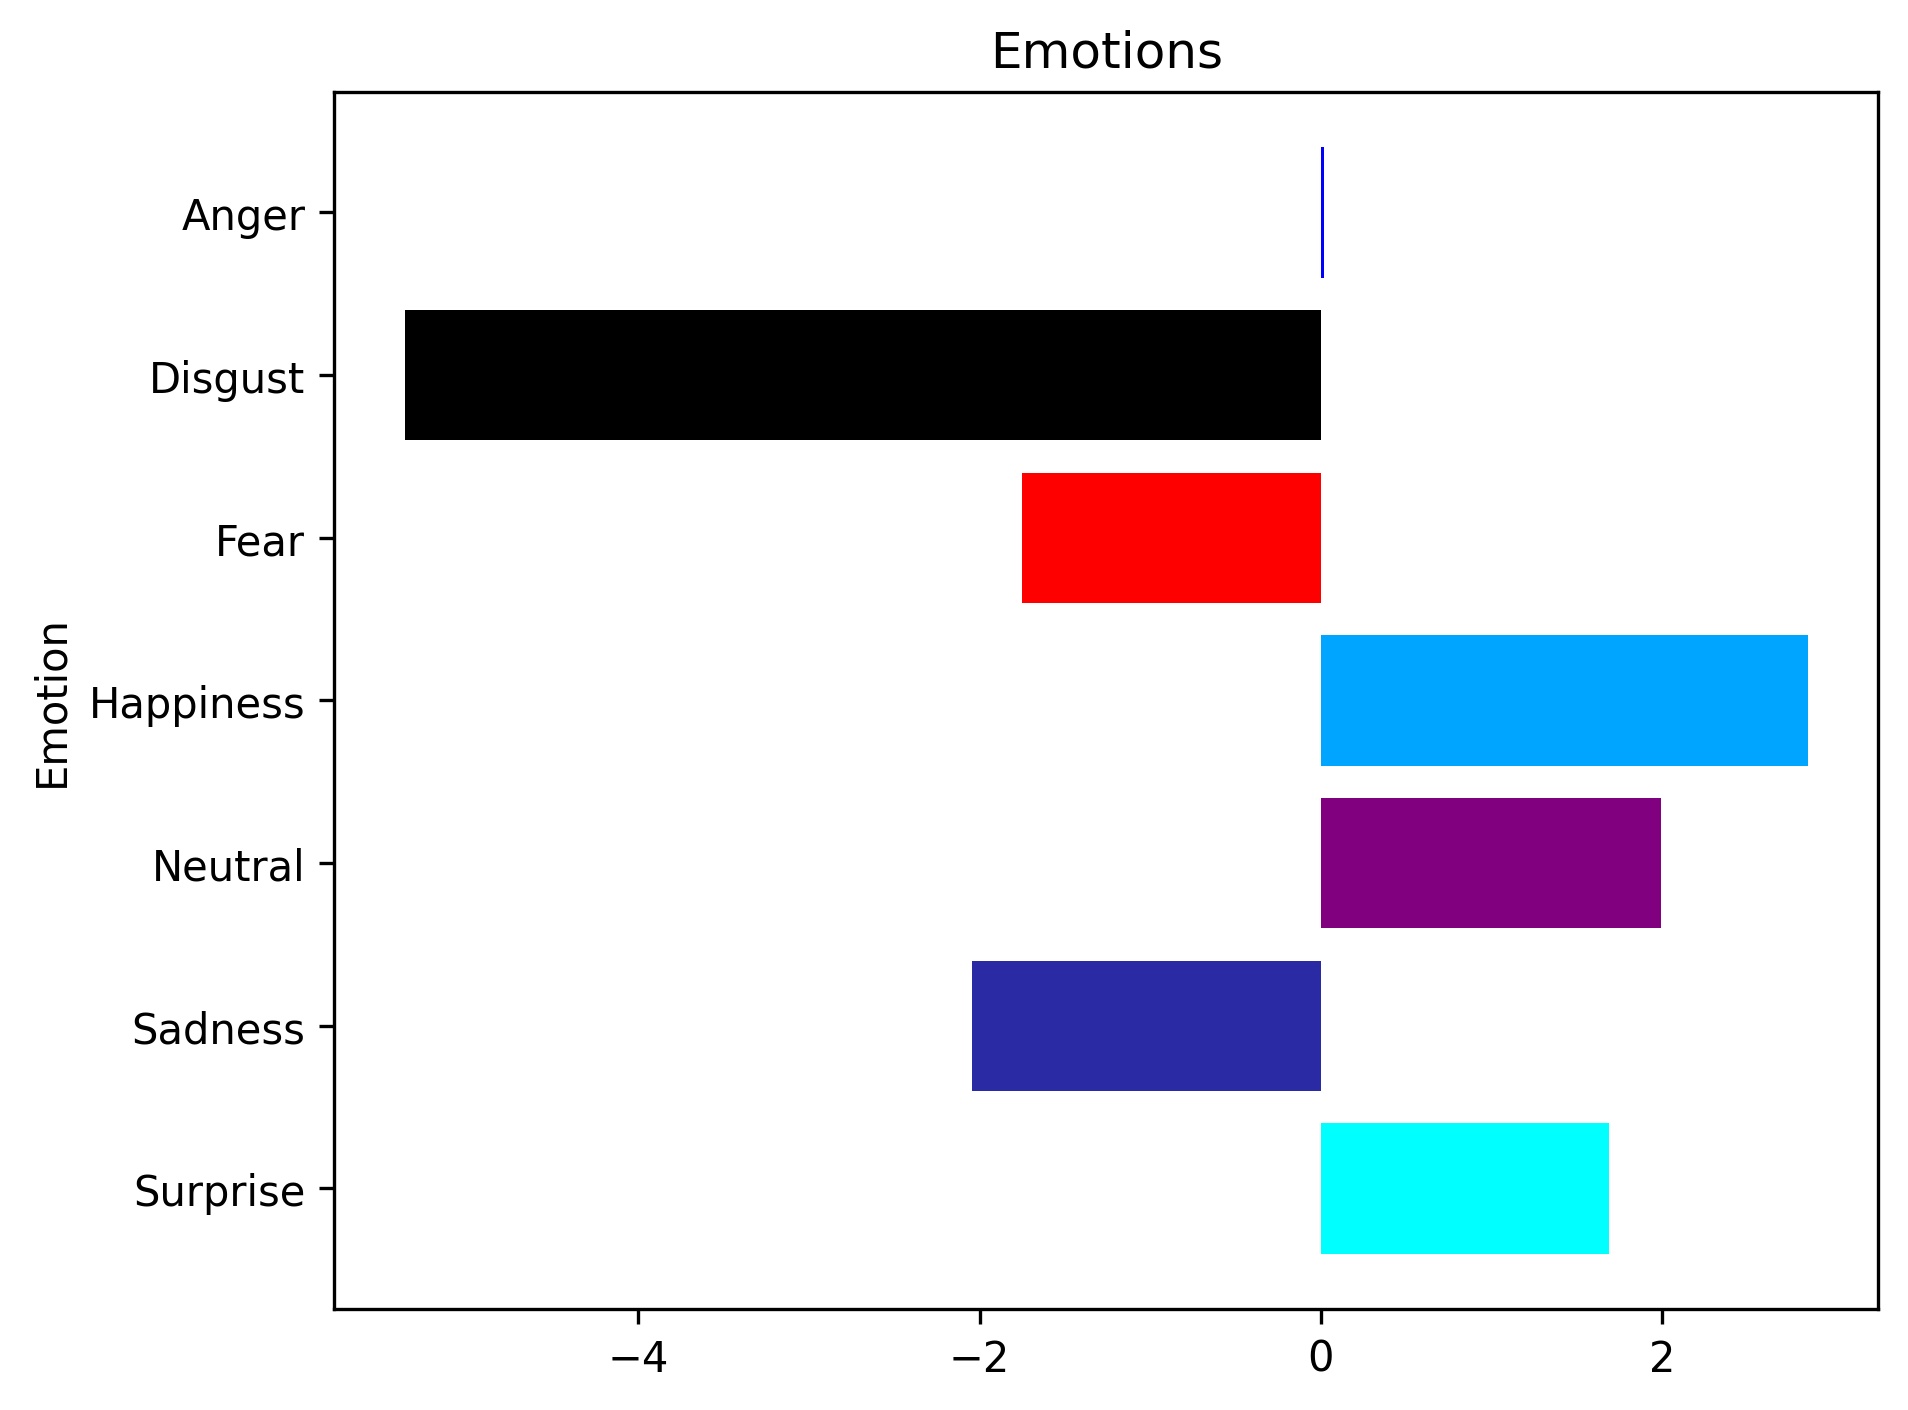 Emotions
Anger
Disgust
Fear
Happiness
Neutral
Sadness
Surprise
Emotion
−4 −2 0 2